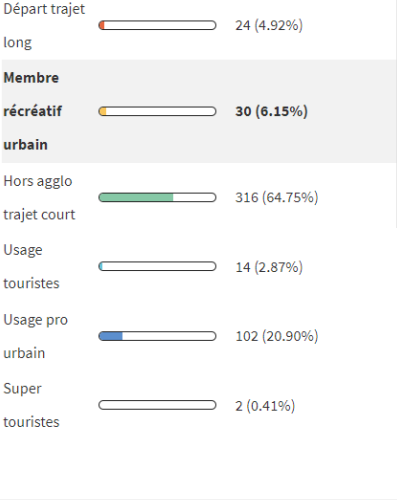 Départ trajet
24 (4.92%)
long
Membre
récréatif
30 (6.15%)
urbain
Hors agglo
316 (64.75%)
trajet court
Usage
14 (2.87%)
touristes
Usage pro
102 (20.90%)
urbain
Super
2 (0.41%)
touristes